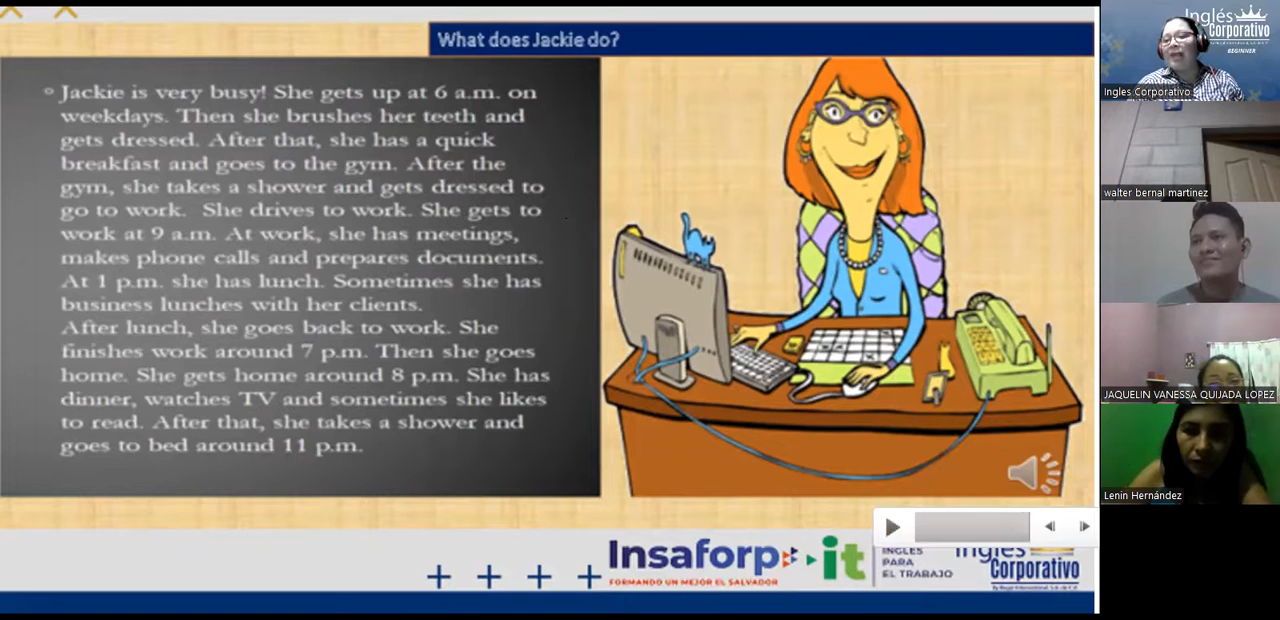 What does Jackie do?
Jackie is very busy! She gets up at 6 a.m. on
weekdays. Then she brushes her teeth and
gets dressed. After that, she has a quick
breakfast and goes to the gym. After the
gym, she takes a shower and gets dressed to
go to work. She drives to work. She gets to
work at 9 a.m. At work, she has meetings,
makes phone calls and prepares documents.
At 1 p.m. she has lunch. Sometimes she has
business lunches with her clients.
After lunch, she goes back to work. She
finishes work around 7 p.m. Then she goes
home. She gets home around 8 p.m. She has
dinner, watches TV and sometimes she likes
to read. After that, she takes a shower and
goes to bed around 11 p.m.
Insaforp
FORMANDO UN MEJOR EL SALVADOR
it
INGLÉS
PARA
EL TRABAJO
Inglés
Corporativo
Inglés
Corporativo
BEGINNER
Ingles Corporativo
walter bernal martinez
JAQUELIN VANESSA QUIJADA LOPEZ
Lenin Hernández